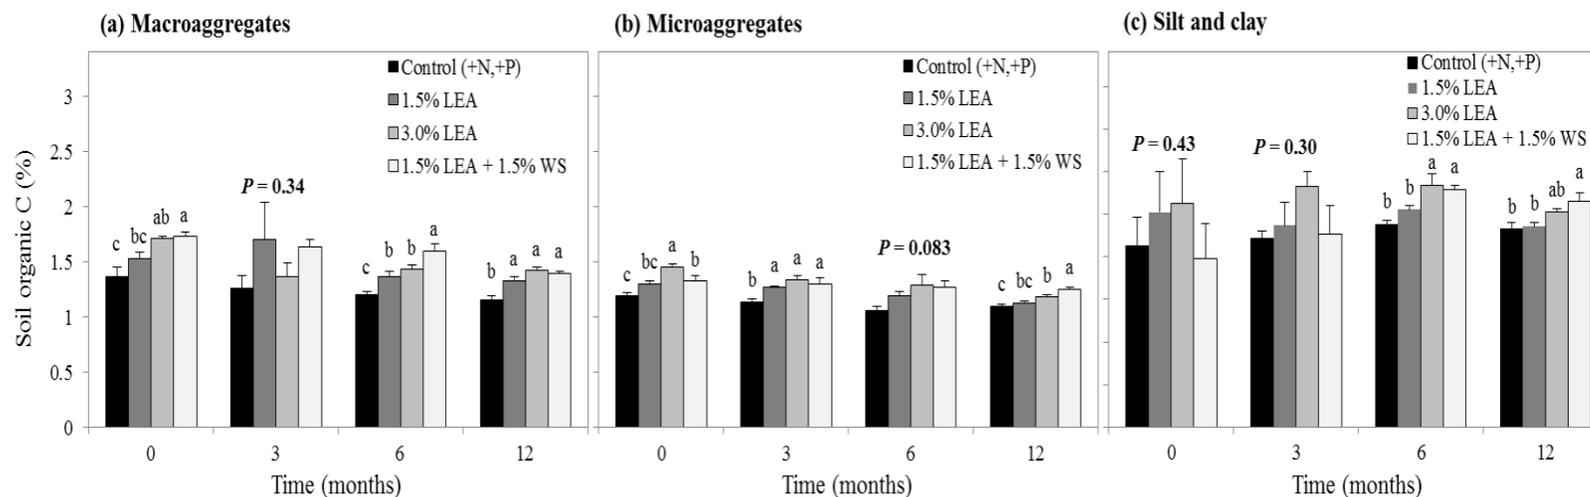 (a) Macroaggregates
Control (+N,+P)
1.5% LEA
3.0% LEA
1.5% LEA + 1.5% WS
P = 0.34
c bc ab a
c b b a
b a a a
Soil organic C (%)
3
2.5
2
1.5
1
0.5
0
0 3 6 12
Time (months)
(b) Microaggregates
Control (+N,+P)
1.5% LEA
3.0% LEA
1.5% LEA + 1.5% WS
c bc a b
b a a a
P = 0.083
c bc b a
0 3 6 12
Time (months)
(c) Silt and clay
Control (+N,+P)
1.5% LEA
3.0% LEA
1.5% LEA + 1.5% WS
P = 0.43
P = 0.30
b b a a
b b ab a
0 3 6 12
Time (months)